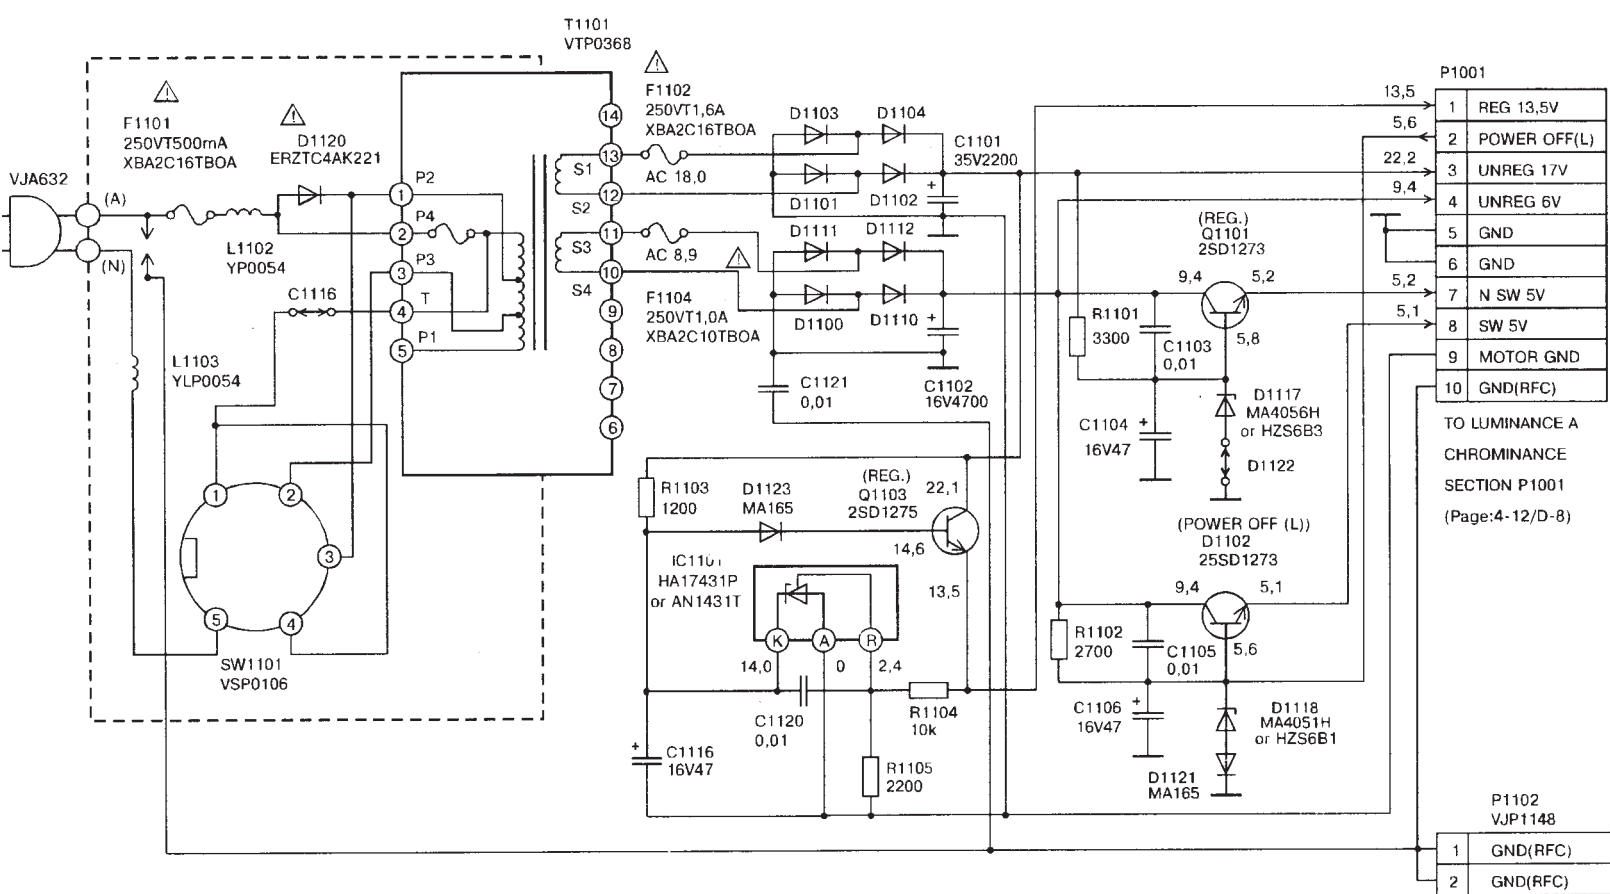 T1101
VTP0368
F1101
250VT500mA
XBA2C16TBOA
D1120
ERZTC4AK221
VJA632
(A)
(N)
L1102
YP0054
C1116
L1103
YLP0054
P2
P4
P3
T
P1
1
2
3
4
5
14
13
12
11
10
9
8
7
6
S1
S2
S3
S4
F1102
250VT1,6A
XBA2C16TBOA
AC 18,0
AC 8,9
F1104
250VT1,0A
XBA2C10TBOA
D1103
D1104
D1101
D1102
D1111
D1112
D1100
D1110
C1101
35V2200
+
+
C1121
0,01
C1102
16V4700
1
2
3
4
5
SW1101
VSP0106
R1103
1200
D1123
MA165
(REG.)
Q1103
2SD1275
22,1
14,6
13,5
HA17431P
or AN1431T
K
A
R
14,0
0
2,4
C1120
0,01
R1104
10k
+
C1116
16V47
R1105
2200
(REG.)
Q1101
2SD1273
9,4
5,2
5,8
R1101
3300
C1103
0,01
C1104
+
16V47
D1117
MA4056H
or HZS6B3
D1122
(POWER OFF (L))
D1102
25SD1273
9,4
5,1
5,6
R1102
2700
C1105
0,01
C1106
+
16V47
D1118
MA4051H
or HZS6B1
D1121
MA165
P1001
13,5
1 REG 13,5V
5,6
2 POWER OFF(L)
22,2
3 UNREG 17V
9,4
4 UNREG 6V
5 GND
6 GND
5,2
7 N SW 5V
5,1
8 SW 5V
9 MOTOR GND
10 GND(RFC)
TO LUMINANCE A
CHROMINANCE
SECTION P1001
(Page:4-12/D-8)
P1102
VJP1148
1 GND(RFC)
2 GND(RFC)